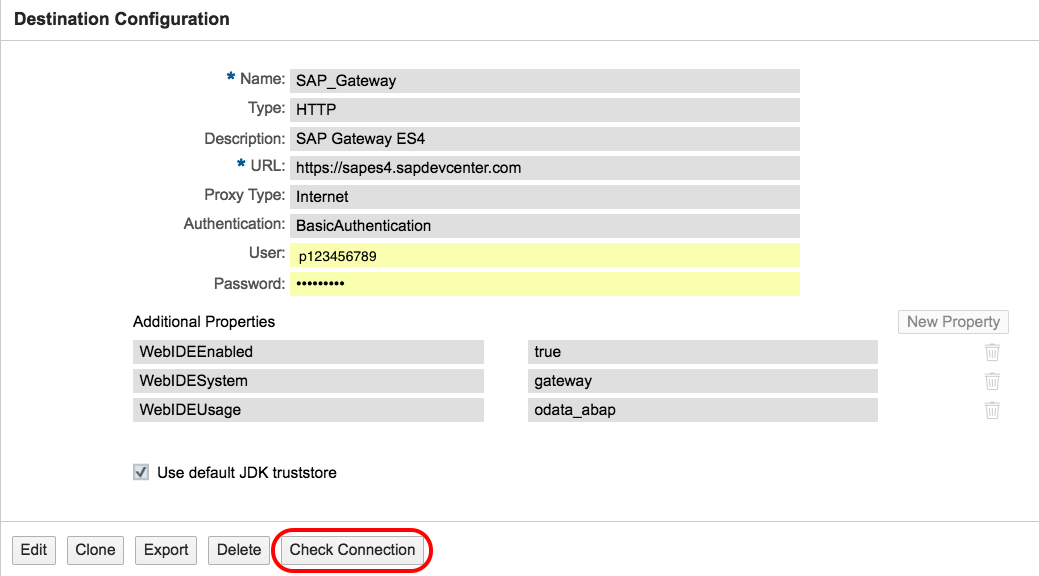 Destination Configuration
* Name: SAP_Gateway
Type: HTTP
Description: SAP Gateway ES4
* URL: https://sapes4.sapdevcenter.com
Proxy Type: Internet
Authentication: BasicAuthentication
User: p123456789
Password: •••••••••
Additional Properties New Property
WebIDEEnabled true
WebIDESystem gateway
WebIDEUsage odata_abap
Use default JDK truststore
Edit Clone Export Delete Check Connection